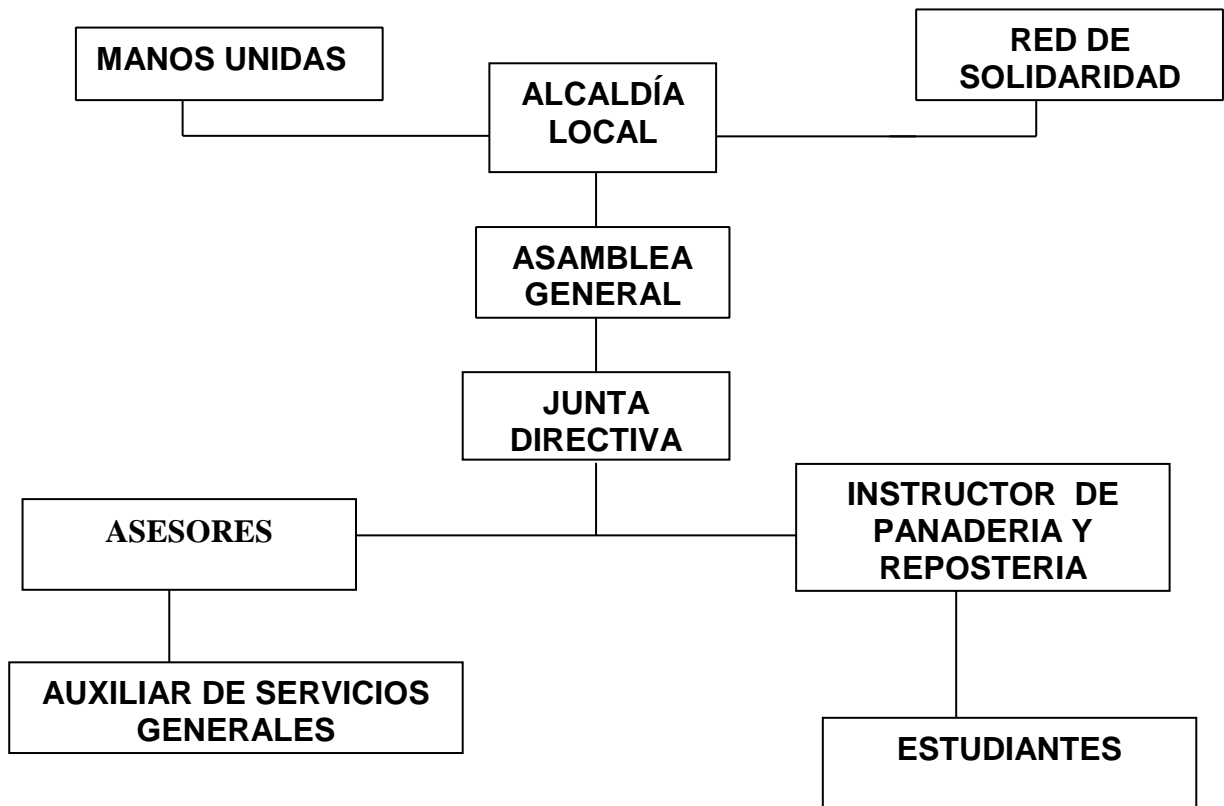 MANOS UNIDAS
RED DE
SOLIDARIDAD
ALCALDÍA
LOCAL
ASAMBLEA
GENERAL
JUNTA
DIRECTIVA
ASESORES
INSTRUCTOR DE
PANADERIA Y
REPOSTERIA
AUXILIAR DE SERVICIOS
GENERALES
ESTUDIANTES